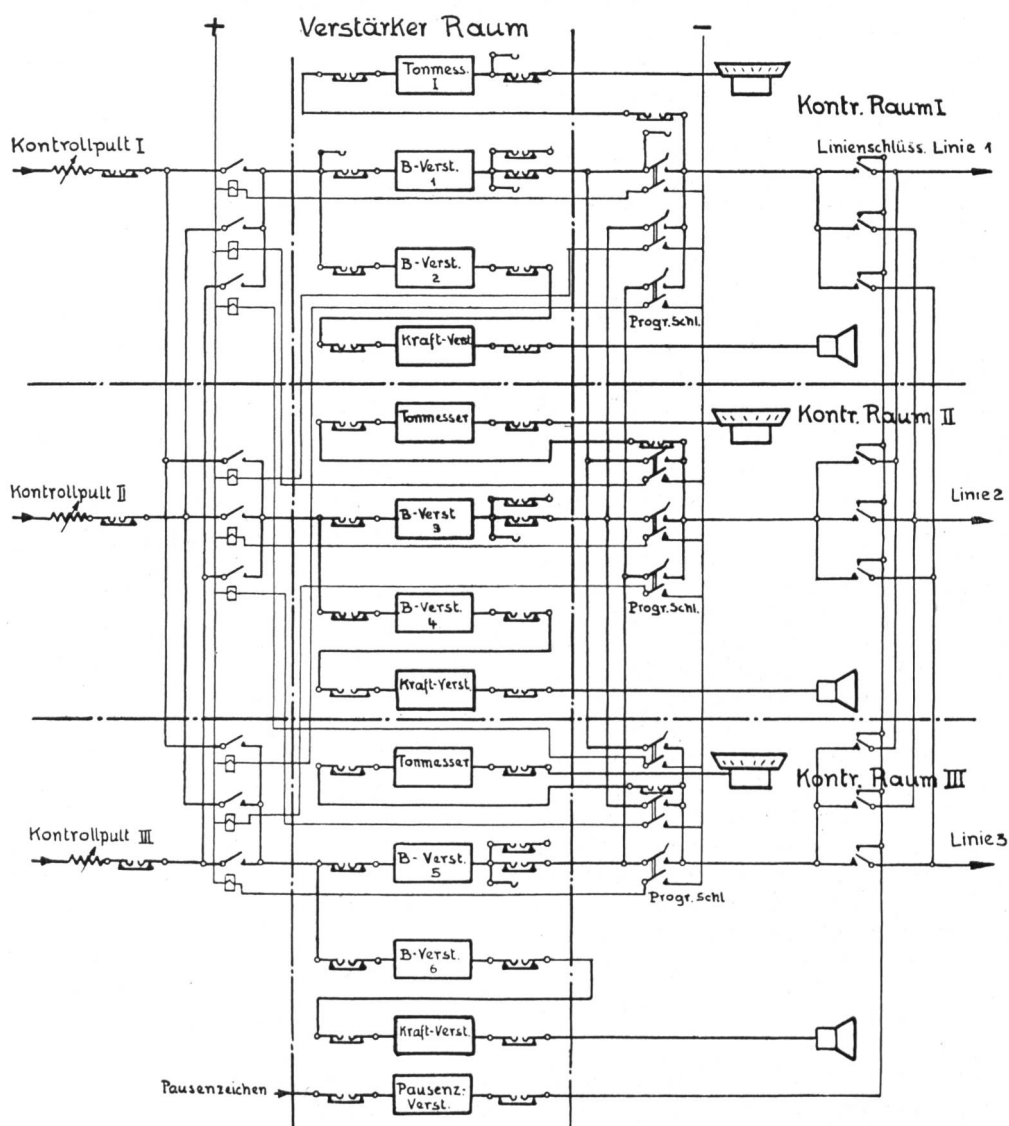 + Verstärker Raum -
Tonmess. I
Kontr. Raum I
Kontrollpult I
B-Verst. 1
Linienschlüss. Linie 1
B-Verst. 2
Progr. Schl.
Kraft-Verst
Tonmesser
Kontr. Raum II
Kontrollpult II
B-Verst 3
Linie 2
B-Verst. 4
Progr. Schl.
Kraft-Verst.
Tonmesser
Kontr. Raum III
Kontrollpult III
B-Verst. 5
Linie 3
Progr. Schl
B-Verst. 6
Kraft-Verst.
Pausenzeichen
Pausenz:
Verst.